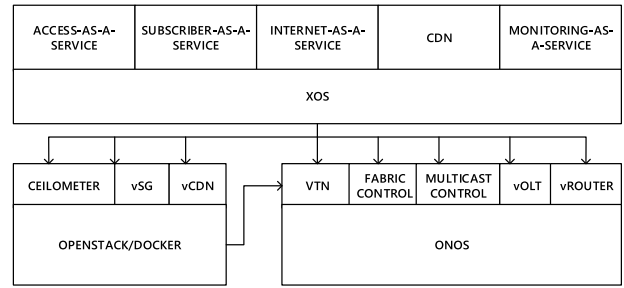 ACCESS-AS-A-
SERVICE
SUBSCRIBER-AS-A-
SERVICE
INTERNET-AS-A-
SERVICE
CDN
MONITORING-AS-
A-SERVICE
XOS
CEILOMETER
vSG
vCDN
VTN
FABRIC
CONTROL
MULTICAST
CONTROL
vOLT
vROUTER
OPENSTACK/DOCKER
ONOS